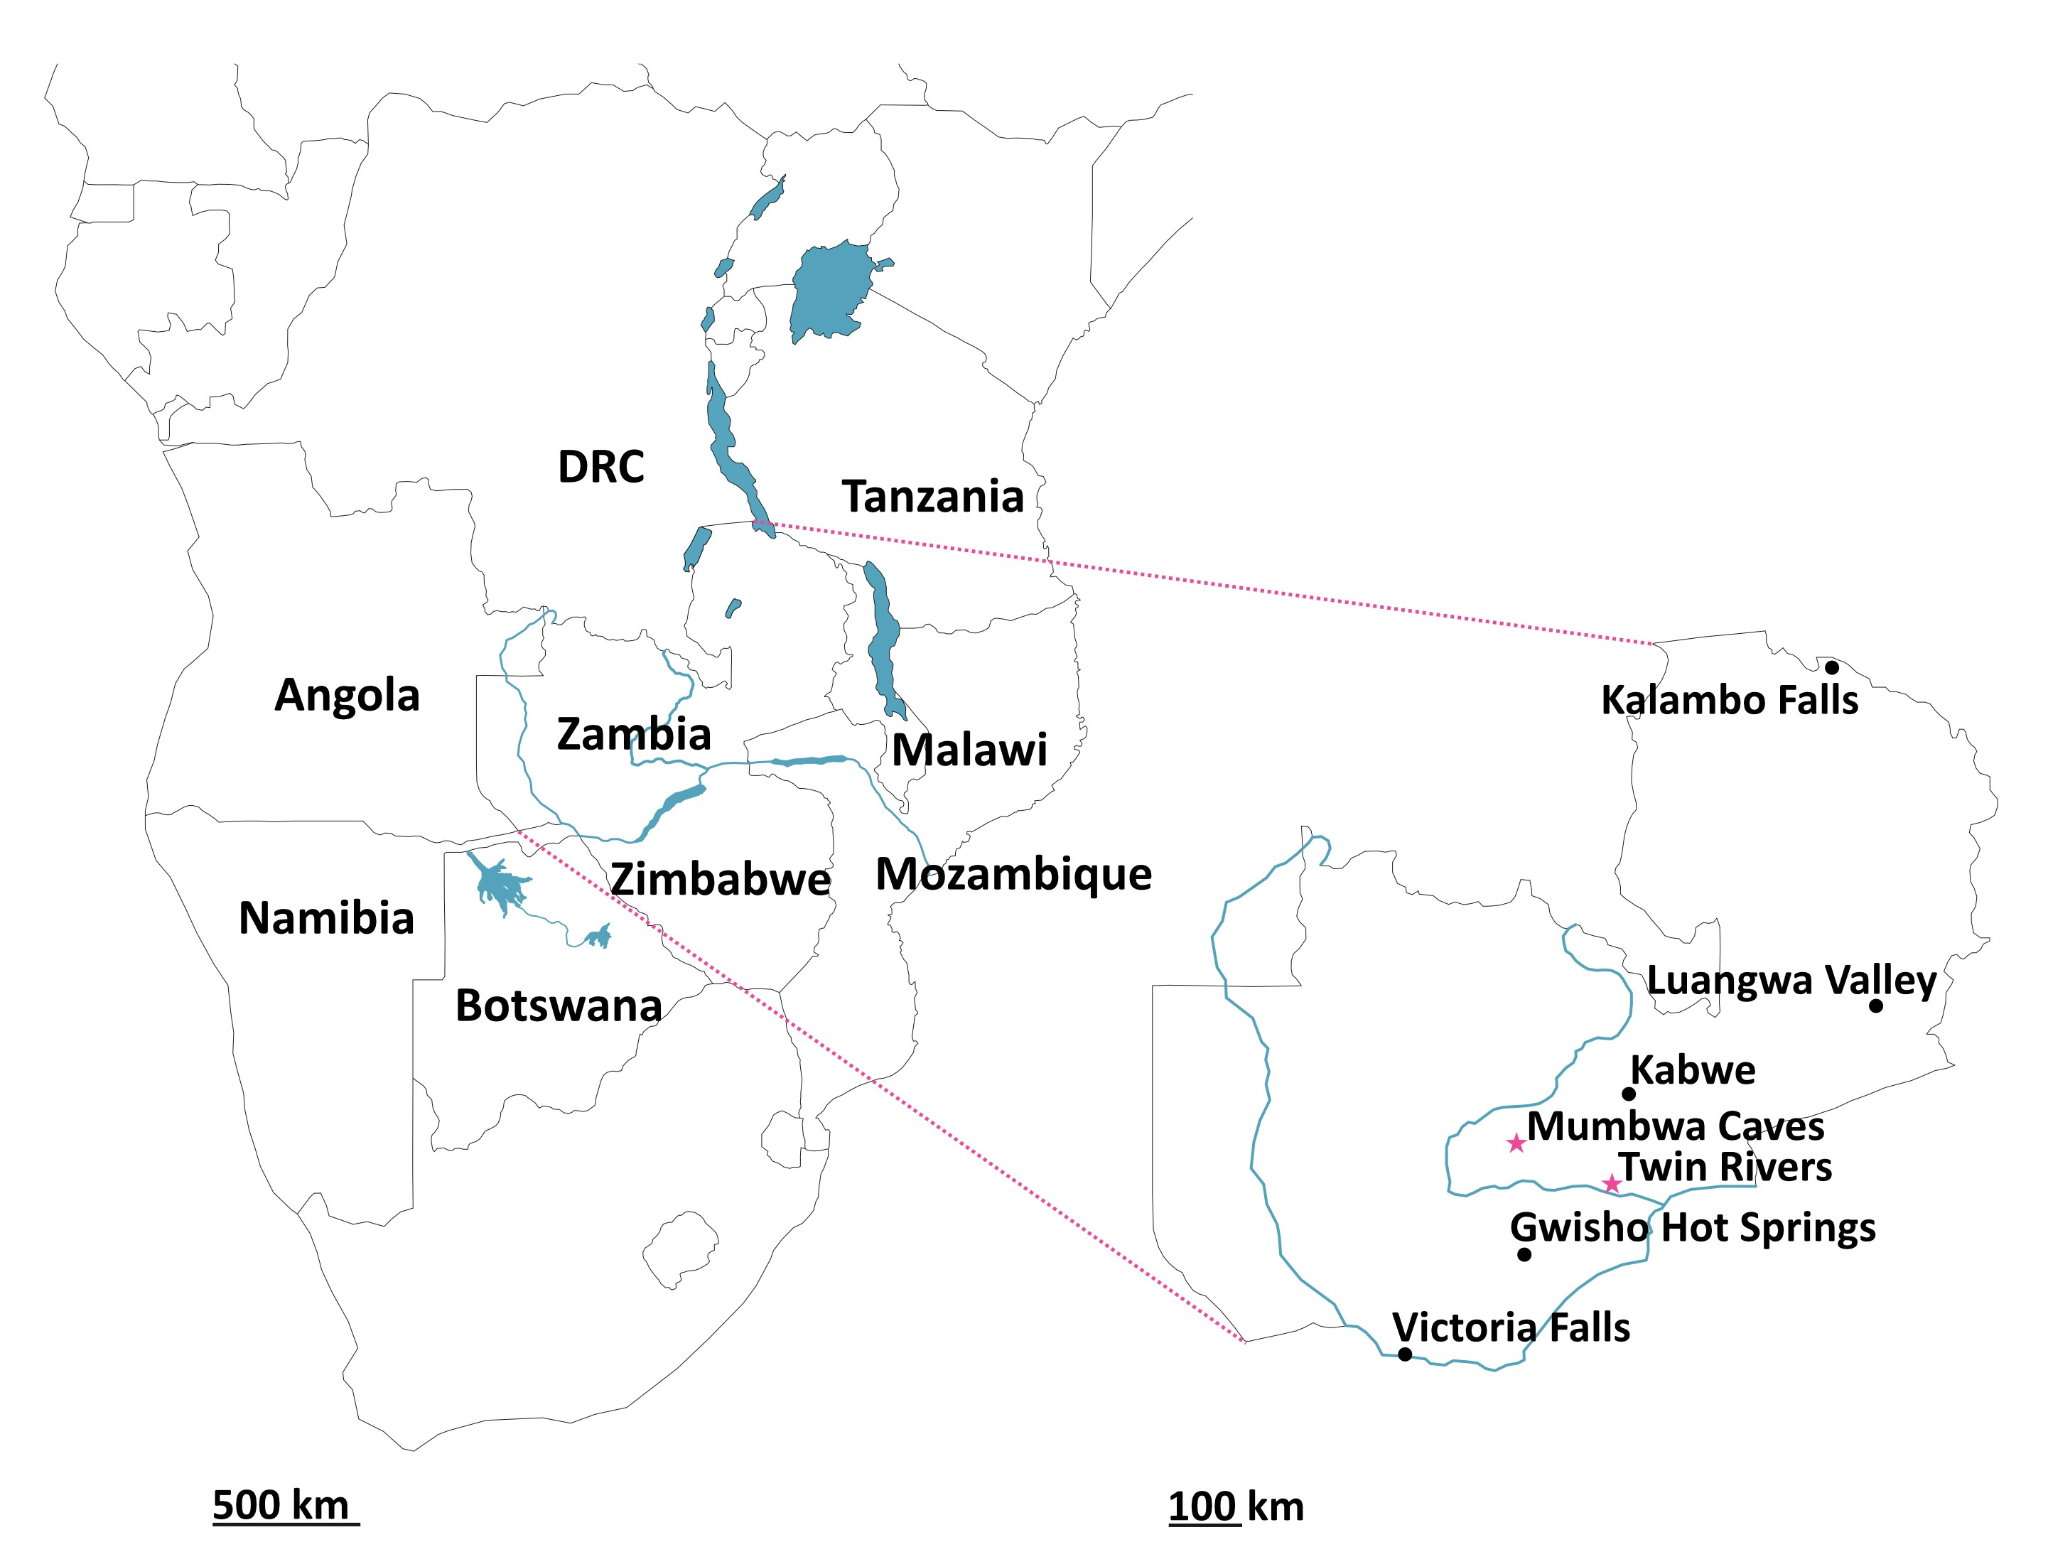 DRC
Tanzania
Angola
Zambia
Malawi
Zimbabwe
Mozambique
Namibia
Botswana
500 km
Kalambo Falls
Luangwa Valley
Kabwe
Mumbwa Caves
Twin Rivers
Gwisho Hot Springs
Victoria Falls
100 km